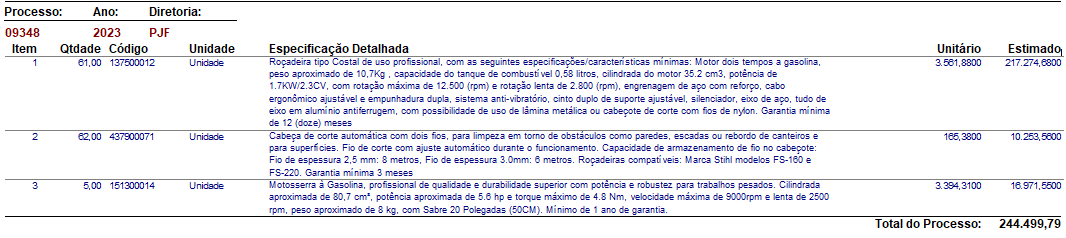 Processo: Ano: Diretoria:
09348 2023 PJF
Item Qtdade Código Unidade Especificação Detalhada Unitário Estimado
1 61,00 137500012 Unidade Roçadeira tipo Costal de uso profissional, com as seguintes especificações/características mínimas: Motor dois tempos a gasolina, 3.561,8800 217.274,6800
peso aproximado de 10,7Kg , capacidade do tanque de combustível 0,58 litros, cilindrada do motor 35.2 cm3, potência de
1.7KW/2.3CV, com rotação máxima de 12.500 (rpm) e rotação lenta de 2.800 (rpm), engrenagem de aço com reforço, cabo
ergonômico ajustável e empunhadura dupla, sistema anti-vibratório, cinto duplo de suporte ajustável, silenciador, eixo de aço, tudo de
eixo em alumínio antiferrugem, com possibilidade de uso de lâmina metálica ou cabeçote de corte com fios de nylon. Garantia mínima
de 12 (doze) meses
2 62,00 437900071 Unidade Cabeça de corte automática com dois fios, para limpeza em torno de obstáculos como paredes, escadas ou rebordo de canteiros e 165,3800 10.253,5600
para superfícies. Fio de corte com ajuste automático durante o funcionamento. Capacidade de armazenamento de fio no cabeçote:
Fio de espessura 2,5 mm: 8 metros, Fio de espessura 3.0mm: 6 metros. Roçadeiras compatíveis: Marca Stihl modelos FS-160 e
FS-220. Garantia mínima 3 meses
3 5,00 151300014 Unidade Motosserra á Gasolina, profissional de qualidade e durabilidade superior com potência e robustez para trabalhos pesados. Cilindrada 3.394,3100 16.971,5500
aproximada de 80,7 cm³, potência aproximada de 5.6 hp e torque máximo de 4.8 Nm, velocidade máxima de 9000rpm e lenta de 2500
rpm, peso aproximado de 8 kg, com Sabre 20 Polegadas (50CM). Mínimo de 1 ano de garantia.
Total do Processo: 244.499,79